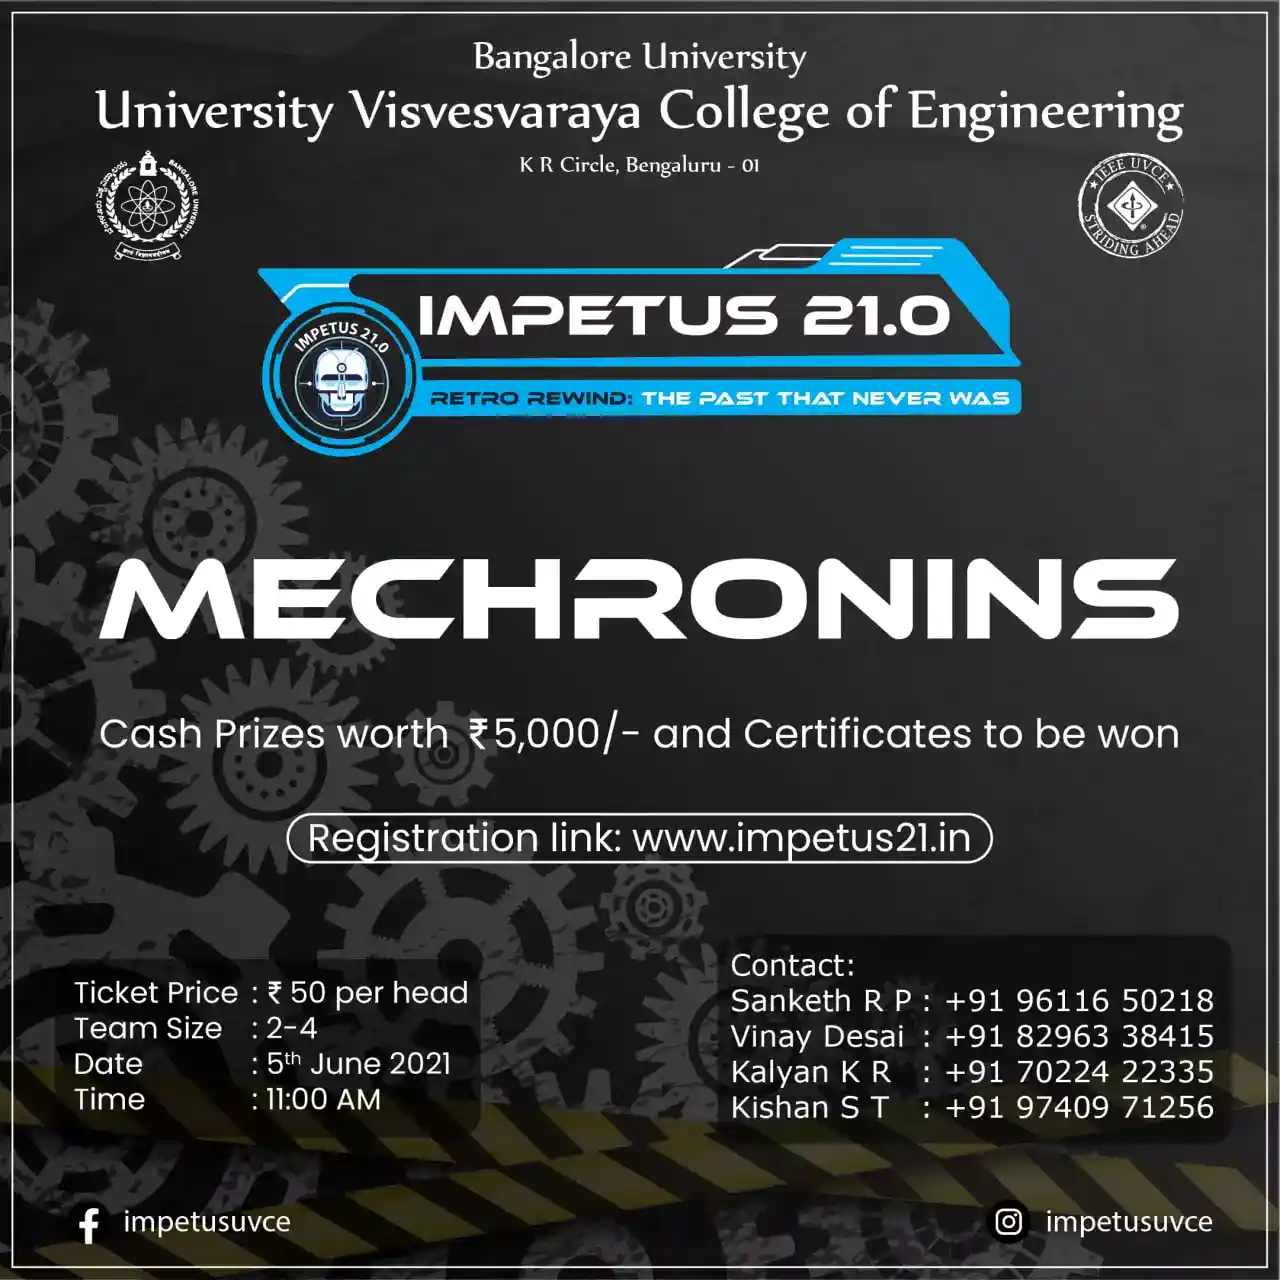 Bangalore University
University Visvesvaraya College of Engineering
K R Circle, Bengaluru - 01
BANGALORE UNIVERSITY
IEEE UVCE
STRIDING AHEAD
IMPETUS 21.0
IMPETUS 21.0
RETRO REWIND: THE PAST THAT NEVER WAS
MECHRONINS
Cash Prizes worth ₹5,000/- and Certificates to be won
Registration link: www.impetus21.in
Ticket Price : ₹ 50 per head
Team Size : 2-4
Date : 5th June 2021
Time : 11:00 AM
Contact:
Sanketh R P : +91 96116 50218
Vinay Desai : +91 82963 38415
Kalyan K R : +91 70224 22335
Kishan S T : +91 97409 71256
impetusuvce
impetusuvce